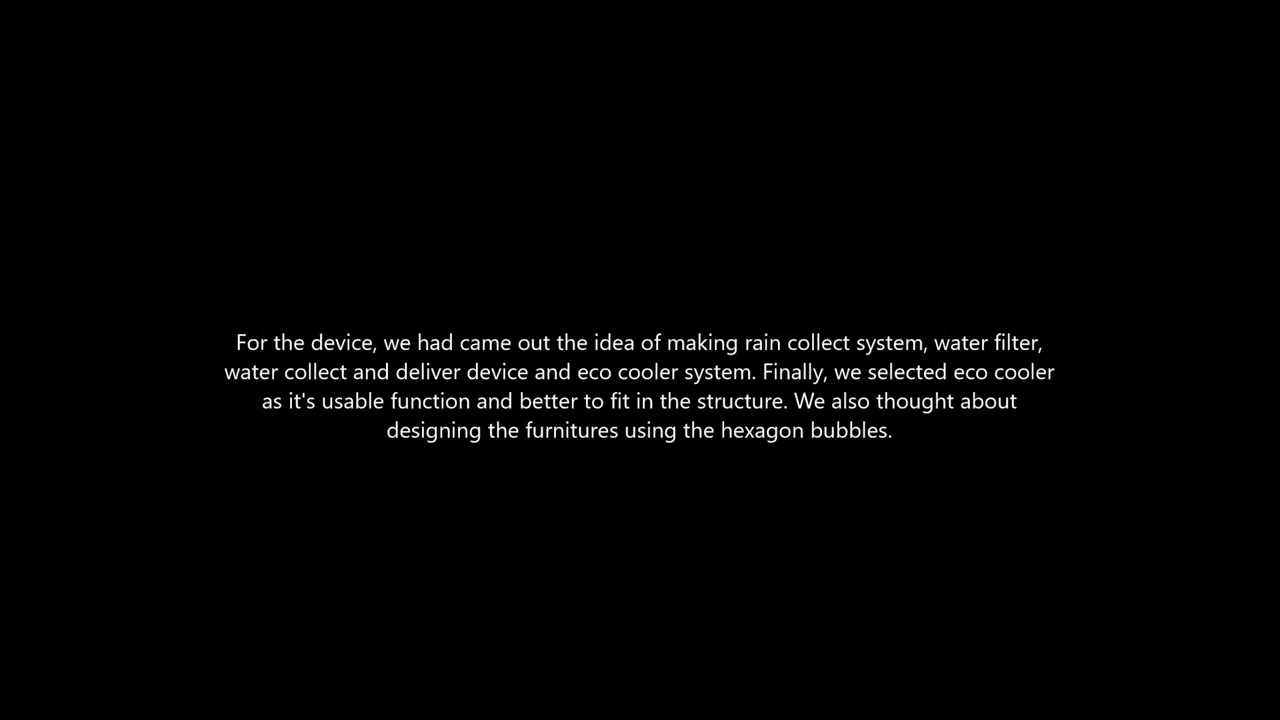 For the device, we had came out the idea of making rain collect system, water filter,
water collect and deliver device and eco cooler system. Finally, we selected eco cooler
as it's usable function and better to fit in the structure. We also thought about
designing the furnitures using the hexagon bubbles.